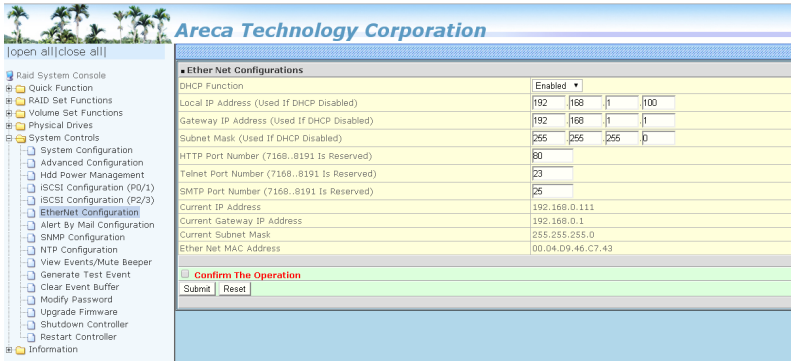 Areca Technology Corporation
|open all|close all|
Raid System Console
Quick Function
RAID Set Functions
Volume Set Functions
Physical Drives
System Controls
System Configuration
Advanced Configuration
Hdd Power Management
iSCSI Configuration (P0/1)
iSCSI Configuration (P2/3)
EtherNet Configuration
Alert By Mail Configuration
SNMP Configuration
NTP Configuration
View Events/Mute Beeper
Generate Test Event
Clear Event Buffer
Modify Password
Upgrade Firmware
Shutdown Controller
Restart Controller
Information
Ether Net Configurations
DHCP Function Enabled
Local IP Address (Used If DHCP Disabled) 192 .168 .1 .100
Gateway IP Address (Used If DHCP Disabled) 192 .168 .1 .1
Subnet Mask (Used If DHCP Disabled) 255 .255 .255 .0
HTTP Port Number (7168..8191 Is Reserved) 80
Telnet Port Number (7168..8191 Is Reserved) 23
SMTP Port Number (7168..8191 Is Reserved) 25
Current IP Address 192.168.0.111
Current Gateway IP Address 192.168.0.1
Current Subnet Mask 255.255.255.0
Ether Net MAC Address 00.04.D9.46.C7.43
Confirm The Operation
Submit Reset